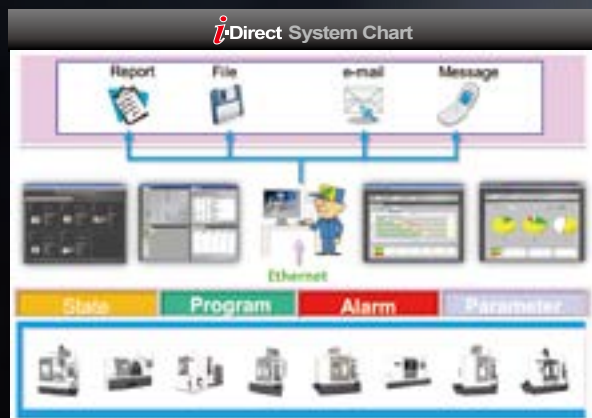 i-Direct System Chart
Report File e-mail Message
Ethernet
State Program Alarm Parameter